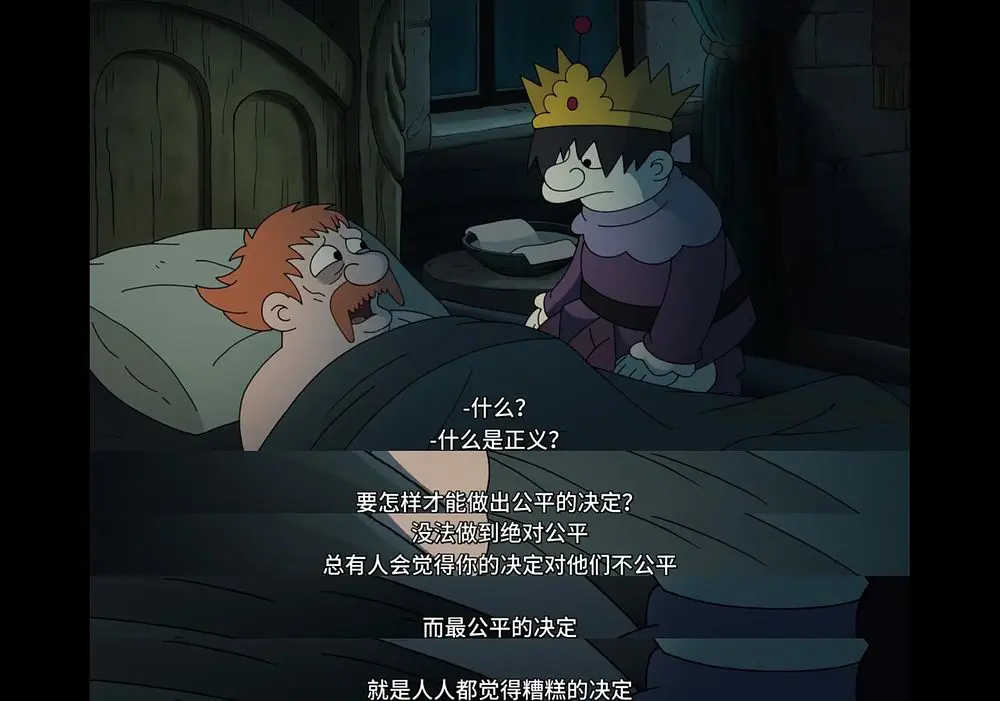 -什么？
-什么是正义？
要怎样才能做出公平的决定？
没法做到绝对公平
总有人会觉得你的决定对他们不公平
而最公平的决定
就是人人都觉得糟糕的决定